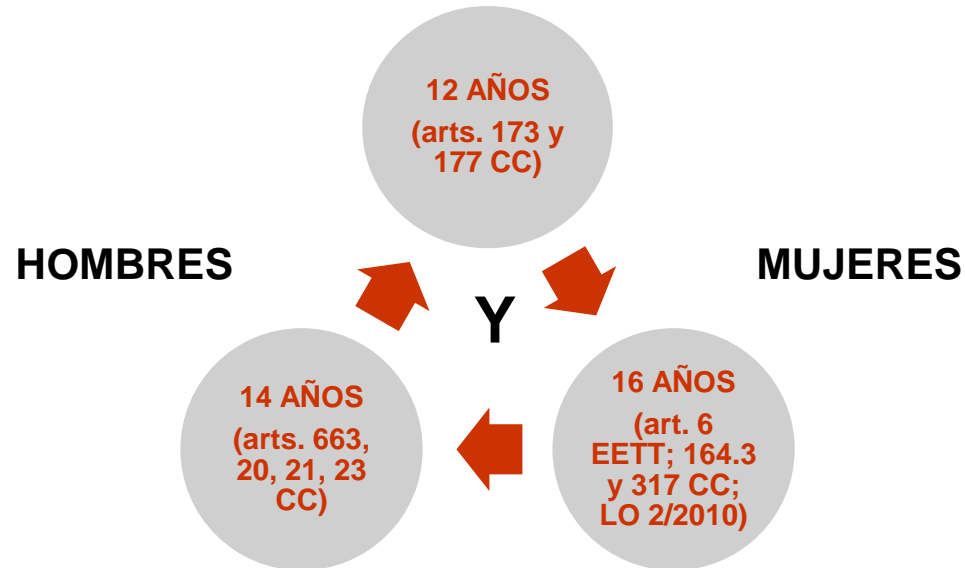 12 AÑOS
(arts. 173 y
177 CC)
HOMBRES
MUJERES
Y
14 AÑOS
(arts. 663,
20, 21, 23
CC)
16 AÑOS
(art. 6
EETT; 164.3
y 317 CC;
LO 2/2010)